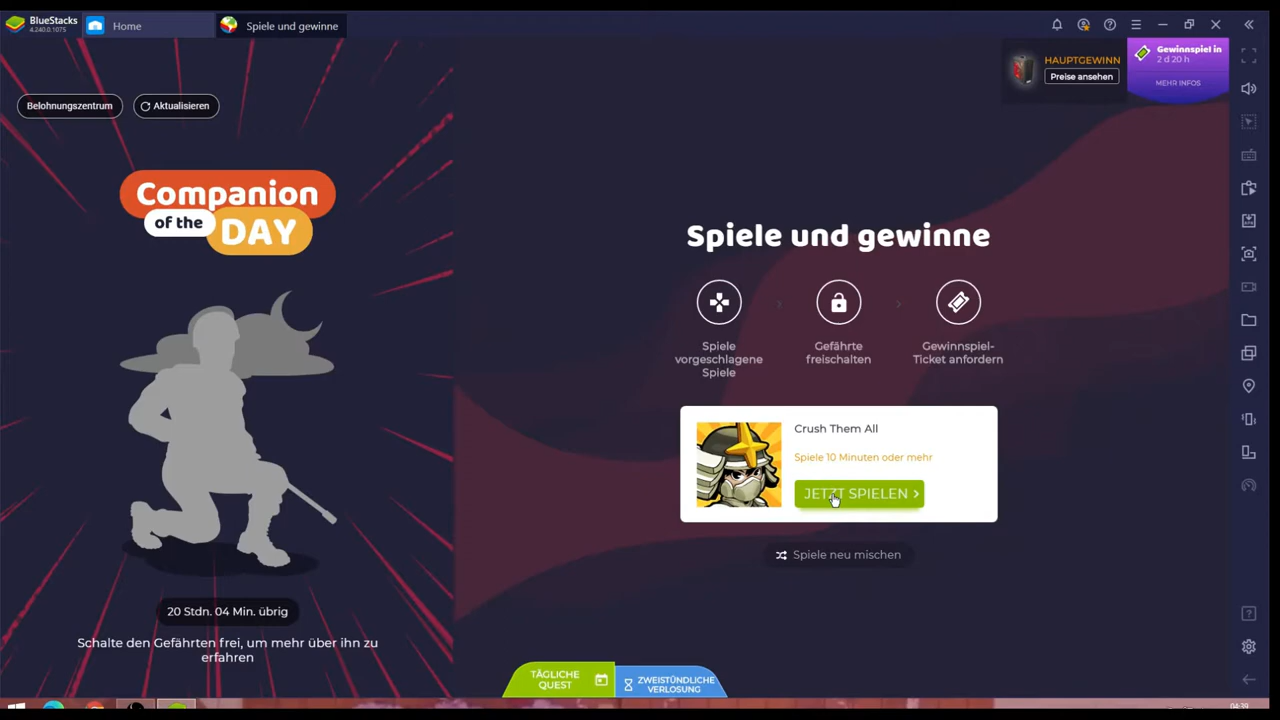 BlueStacks
4.240.0.1075
Home
Spiele und gewinne
HAUPTGEWINN
Preise ansehen
Gewinnspiel in
2 d 20 h
MEHR INFOS
Belohnungszentrum
Aktualisieren
Companion
of the
DAY
20 Stdn. 04 Min. übrig
Schalte den Gefährten frei, um mehr über ihn zu
erfahren
Spiele und gewinne
Spiele
vorgeschlagene
Spiele
Gefährte
freischalten
Gewinnspiel-
Ticket anfordern
Crush Them All
Spiele 10 Minuten oder mehr
JETZT SPIELEN
Spiele neu mischen
TÄGLICHE
QUEST
ZWEISTÜNDLICHE
VERLOSUNG
04:39